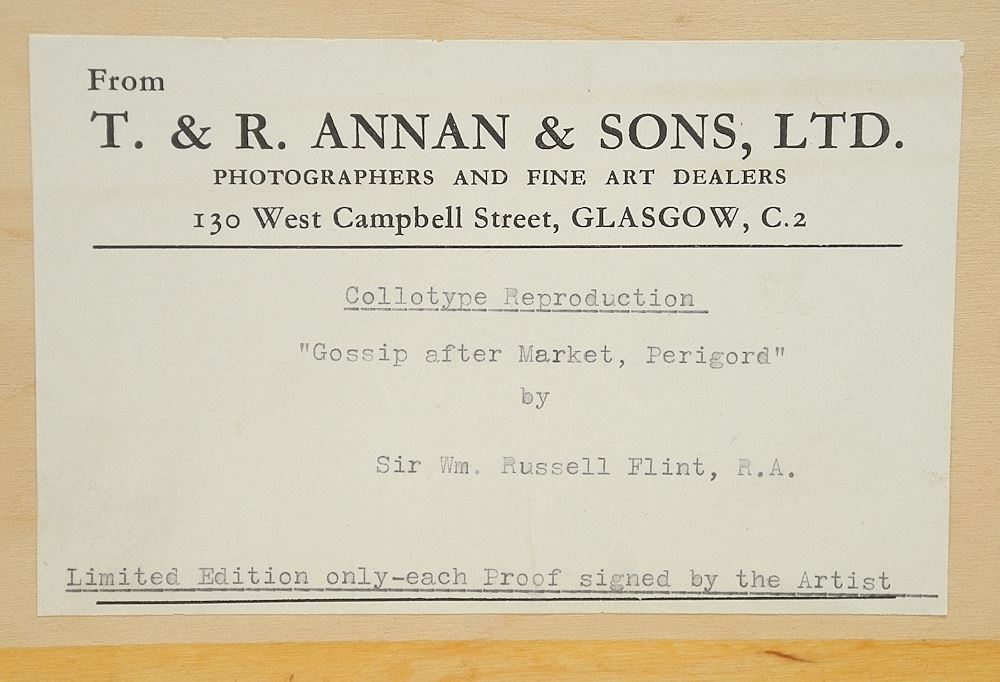 From
T. & R. ANNAN & SONS, LTD.
PHOTOGRAPHERS AND FINE ART DEALERS
130 West Campbell Street, GLASGOW, C.2
Collotype Reproduction
"Gossip after Market, Perigord"
by
Sir Wm. Russell Flint, R.A.
Limited Edition only-each Proof signed by the Artist